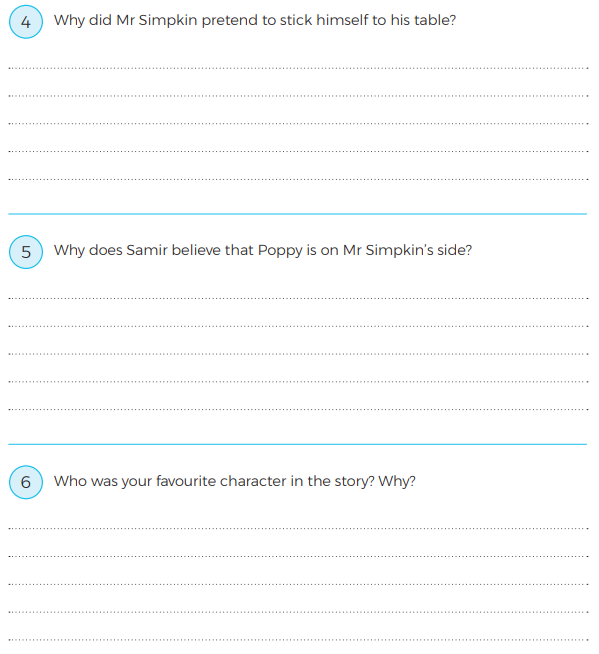 4 Why did Mr Simpkin pretend to stick himself to his table?
5 Why does Samir believe that Poppy is on Mr Simpkin's side?
6 Who was your favourite character in the story? Why?